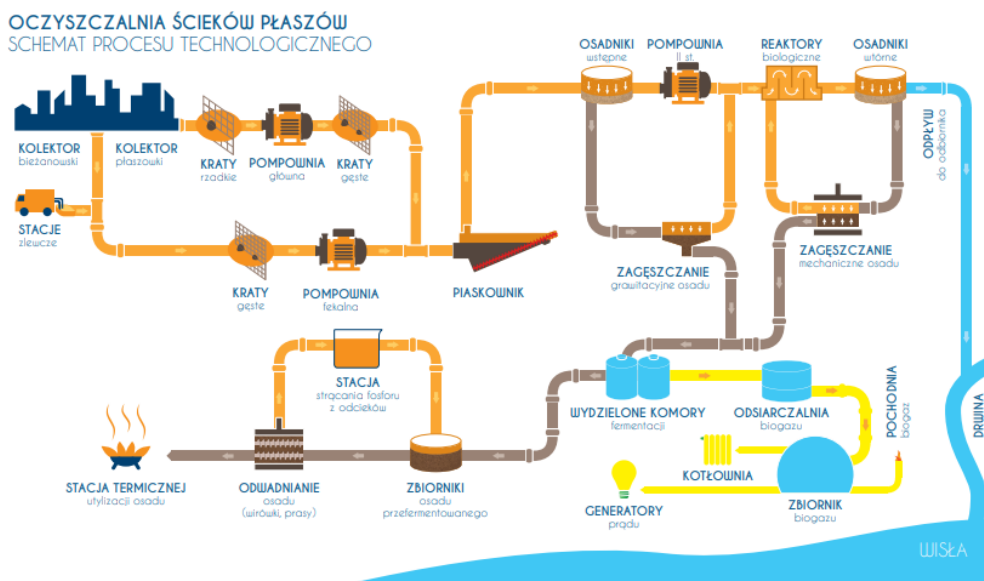 OCZYSZCZALNIA ŚCIEKÓW PŁASZÓW
SCHEMAT PROCESU TECHNOLOGICZNEGO
OSADNIKI
wstępne
POMPOWNIA
II st.
REAKTORY
biologiczne
OSADNIKI
wtórne
KOLEKTOR
bieżanowski
KOLEKTOR
płaszowki
KRATY
rzadkie
POMPOWNIA
główna
KRATY
gęste
ODPŁYW
do odbiornika
STACJE
zlewcze
KRATY
gęste
POMPOWNIA
fekalna
PIASKOWNIK
ZAGĘSZCZANIE
grawitacyjne osadu
ZAGĘSZCZANIE
mechaniczne osadu
STACJA
strącania fosforu
z odcieków
WYDZIELONE KOMORY
fermentacji
ODSIARCZALNIA
biogazu
POCHODNIA
biogaz
DRWINA
STACJA TERMICZNEJ
utylizacji osadu
ODWADNIANIE
osadu
(wirówki, prasy)
ZBIORNIKI
osadu
przefermentowanego
KOTŁOWNIA
GENERATORY
prądu
ZBIORNIK
biogazu
WISŁA